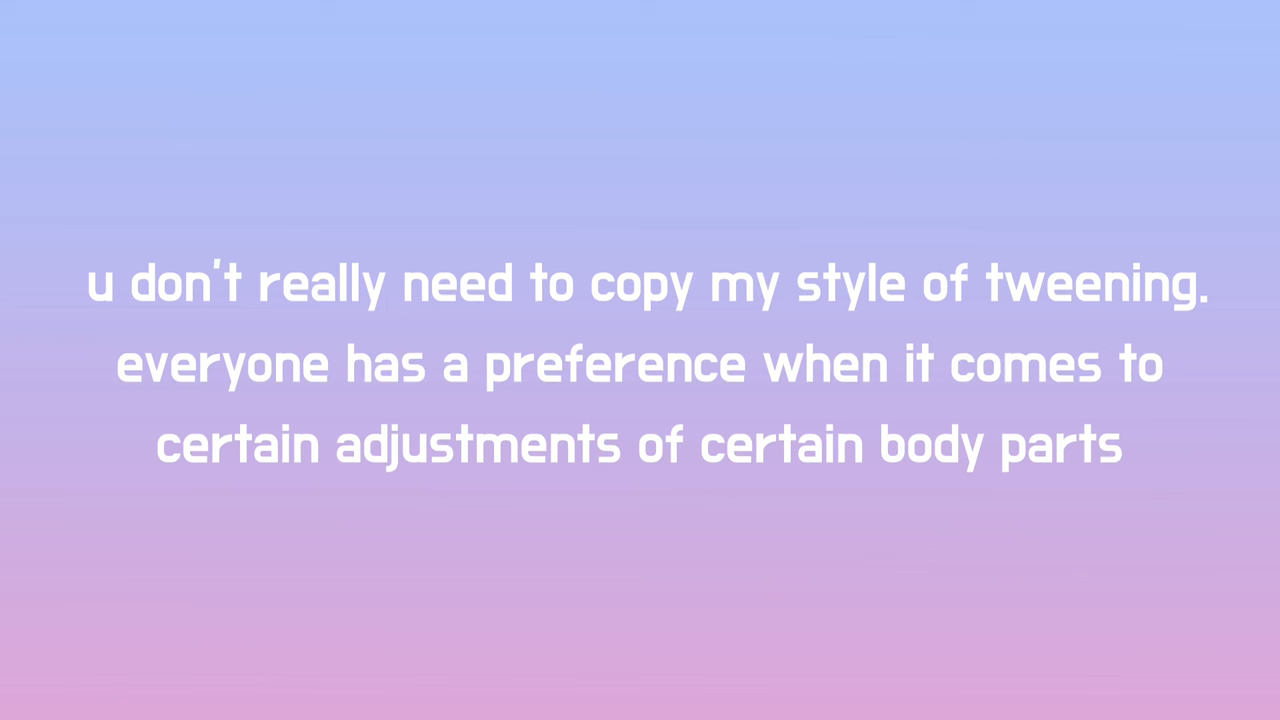 u don't really need to copy my style of tweening.
everyone has a preference when it comes to
certain adjustments of certain body parts